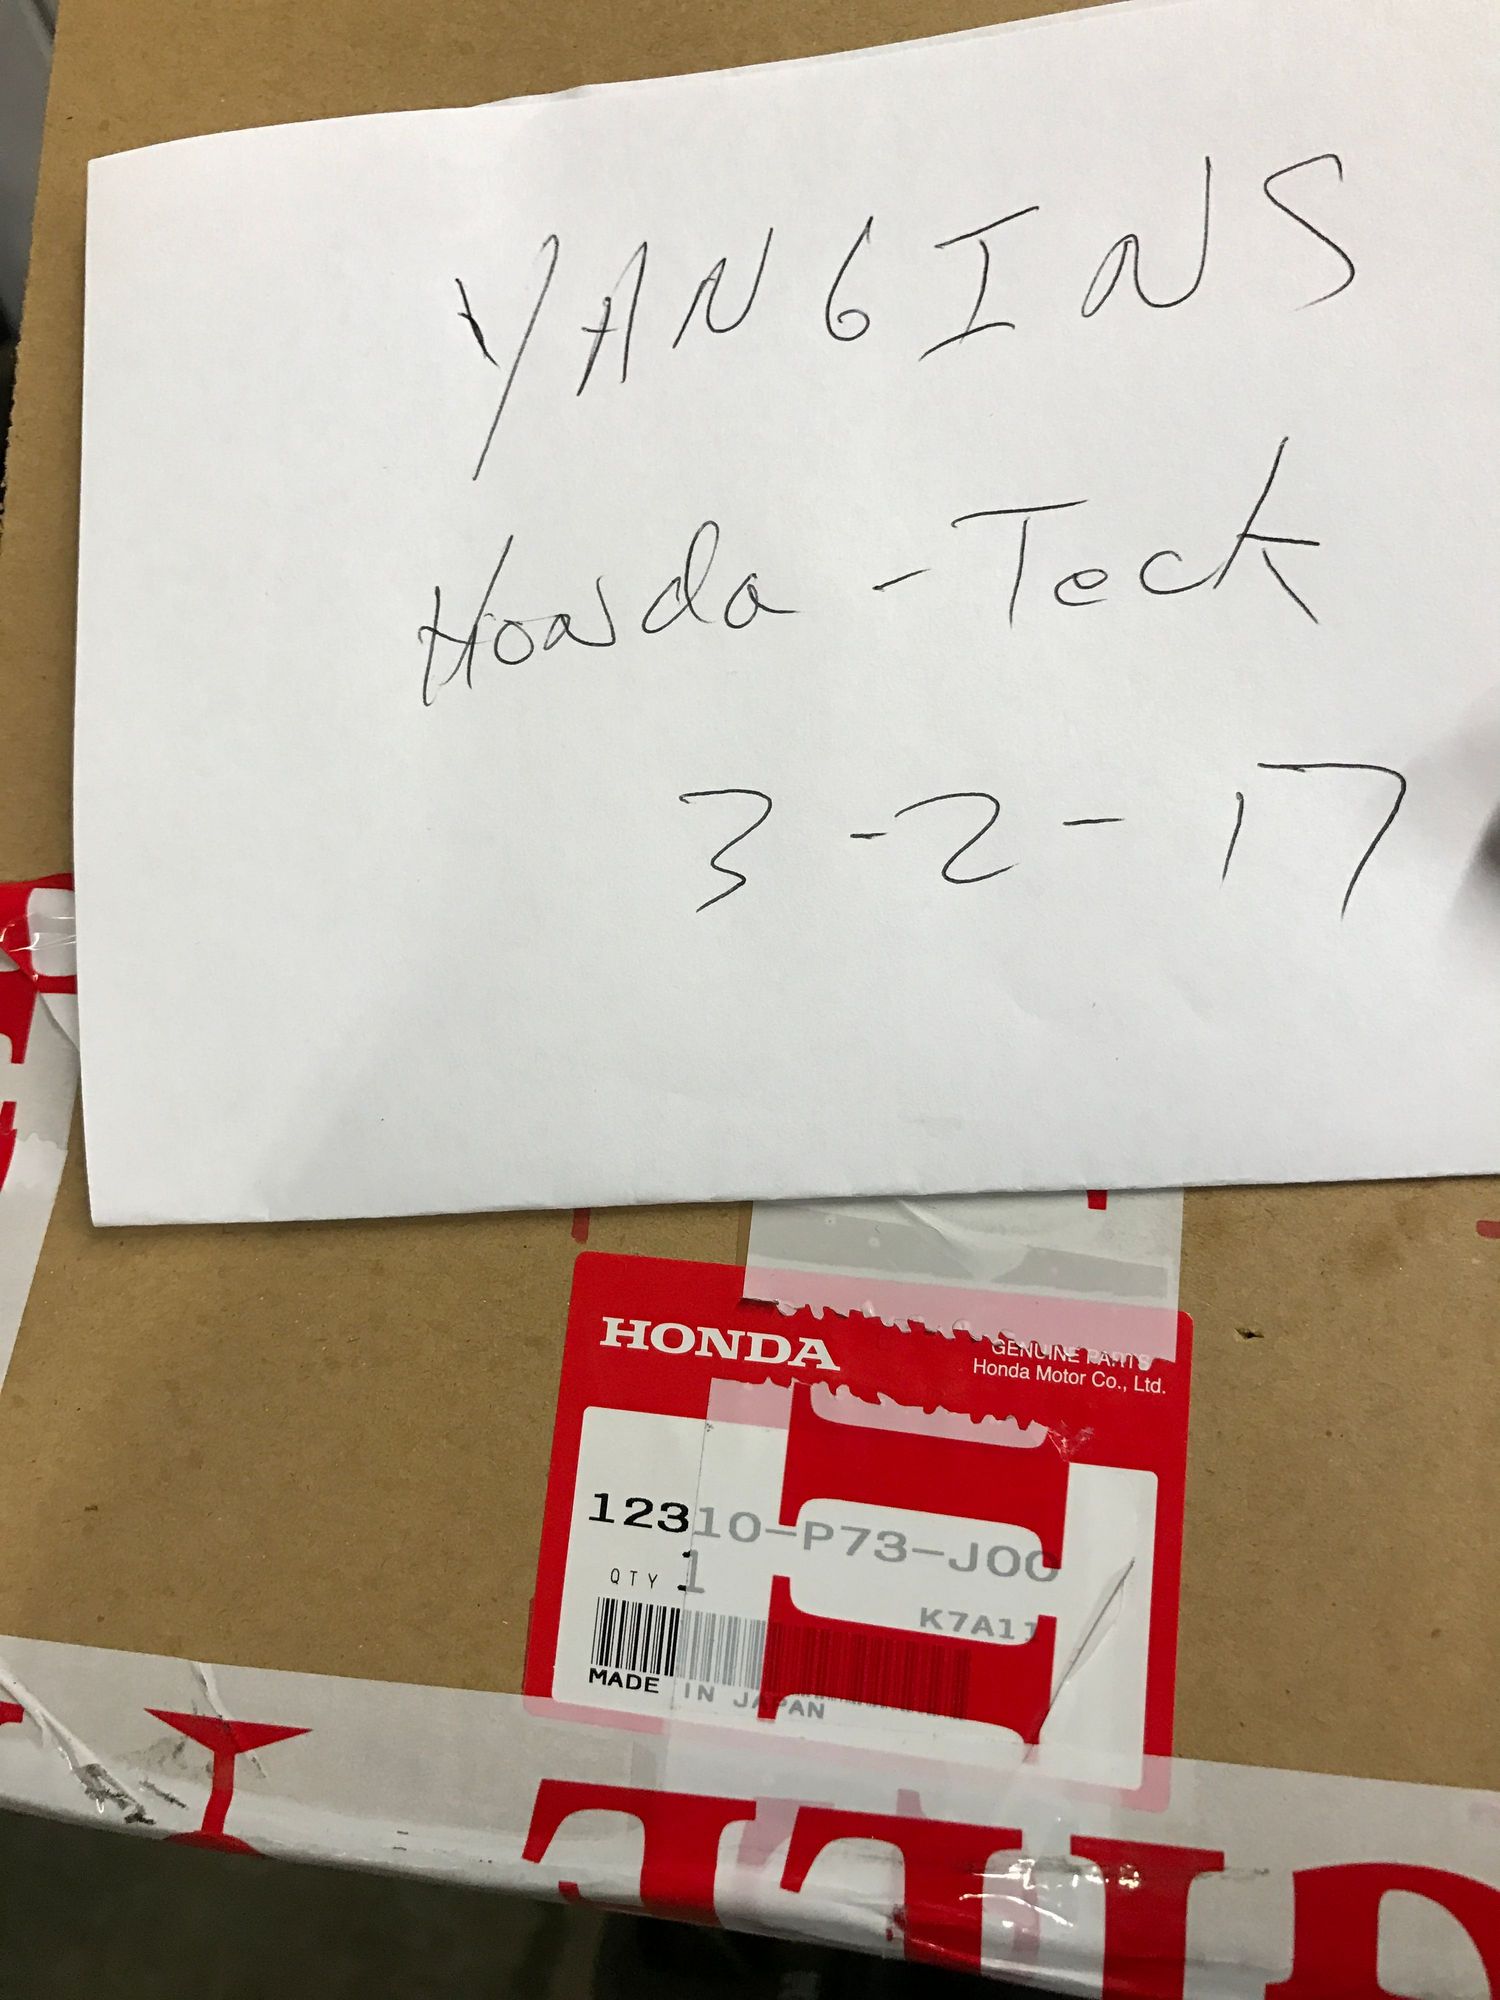 YANGINS
Honda - Teck
3-2-17
HONDA
GENUINE PARTS
Honda Motor Co., Ltd.
12310-P73-J00
QTY 1
K7A11
MADE IN JAPAN